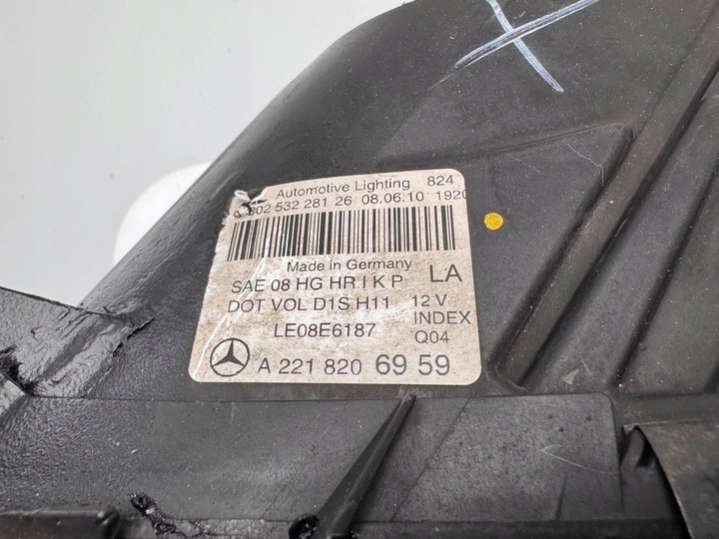 Automotive Lighting 824
532 281 26 08.06.10 1920
Made in Germany
SAE 08 HG HR I K P LA
DOT VOL D1S H11 12 V
INDEX
LE08E6187 Q04
A 221 820 69 59